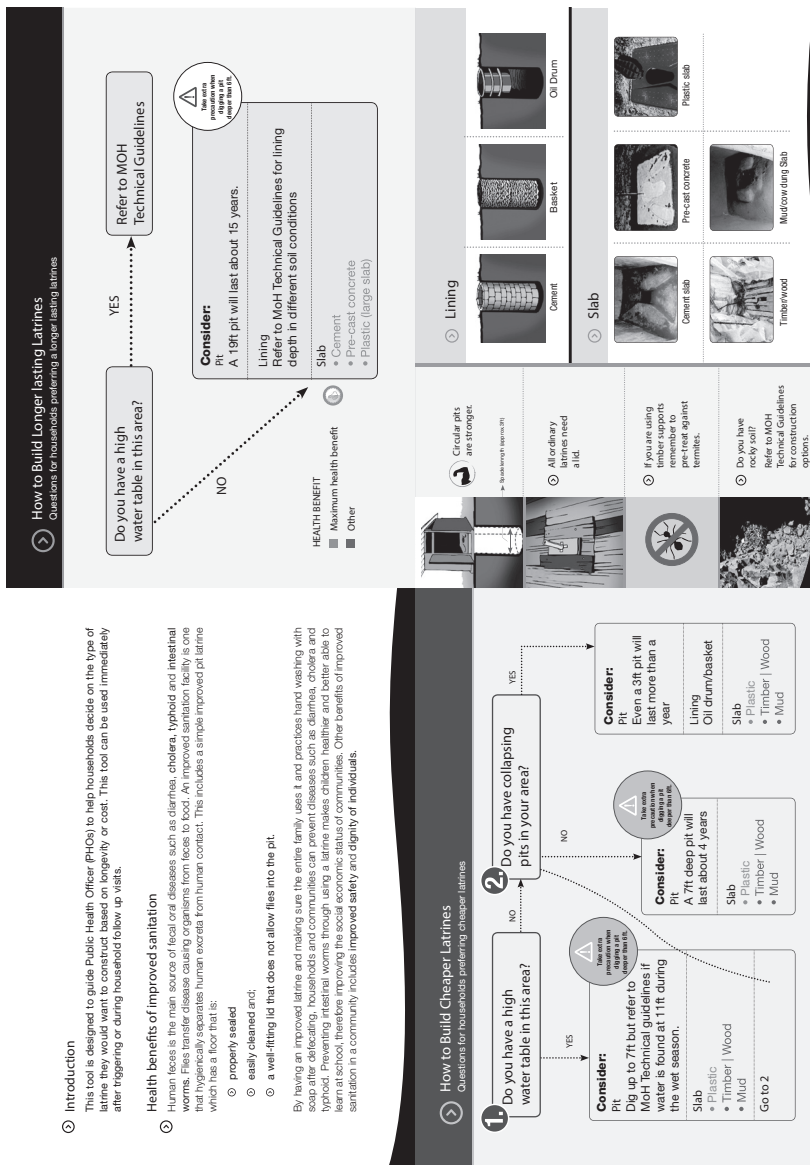 Introduction
This tool is designed to guide Public Health Officer (PHOs) to help households decide on the type of
latrine they would want to construct based on longevity or cost. This tool can be used immediately
after triggering or during household follow up visits.
Health benefits of improved sanitation
Human feces is the main source of fecal oral diseases such as diarrhea, cholera, typhoid and intestinal
worms. Flies transfer disease causing organisms from feces to food. An improved sanitation facility is one
that hygienically separates human excreta from human contact. This includes a simple improved pit latrine
which has a floor that is:
properly sealed
easily cleaned and;
a well-fitting lid that does not allow flies into the pit.
By having an improved latrine and making sure the entire family uses it and practices hand washing with
soap after defecating, households and communities can prevent diseases such as diarrhea, cholera and
typhoid. Preventing intestinal worms through using a latrine makes children healthier and better able to
learn at school, therefore improving the social economic status of communities. Other benefits of improved
sanitation in a community includes improved safety and dignity of individuals.
How to Build Longer lasting Latrines
Questions for households preferring a longer lasting latrines
Do you have a high
water table in this area?
YES
Refer to MOH
Technical Guidelines
NO
Take extra
precaution when
digging a pit
deeper than 6ft.
Consider:
Pit
A 19ft pit will last about 15 years.
Lining
Refer to MoH Technical Guidelines for lining
depth in different soil conditions
Slab
• Cement
• Pre-cast concrete
• Plastic (large slab)
HEALTH BENEFIT
Maximum health benefit
Other
How to Build Cheaper Latrines
Questions for households preferring cheaper latrines
1. Do you have a high
water table in this area?
NO
2. Do you have collapsing
pits in your area?
YES
YES
NO
Take extra
precaution when
digging a pit
deeper than 6ft.
Consider:
Pit
Dig up to 7ft but refer to
MoH Technical guidelines if
water is found at 11ft during
the wet season.
Slab
• Plastic
• Timber | Wood
• Mud
Go to 2
Take extra
precaution when
digging a pit
deeper than 6ft.
Consider:
Pit
A 7ft deep pit will
last about 4 years
Slab
• Plastic
• Timber | Wood
• Mud
Consider:
Pit
Even a 3ft pit will
last more than a
year
Lining
Oil drum/basket
Slab
• Plastic
• Timber | Wood
• Mud
Circular pits
are stronger.
Spade length (approx 3ft)
All ordinary
latrines need
a lid.
If you are using
timber supports
remember to
pre-treat against
termites.
Do you have
rocky soil?
Refer to MOH
Technical Guidelines
for construction
options.
Lining
Cement
Basket
Oil Drum
Slab
Cement slab
Pre-cast concrete
Plastic slab
Timber/wood
Mud/cow dung Slab